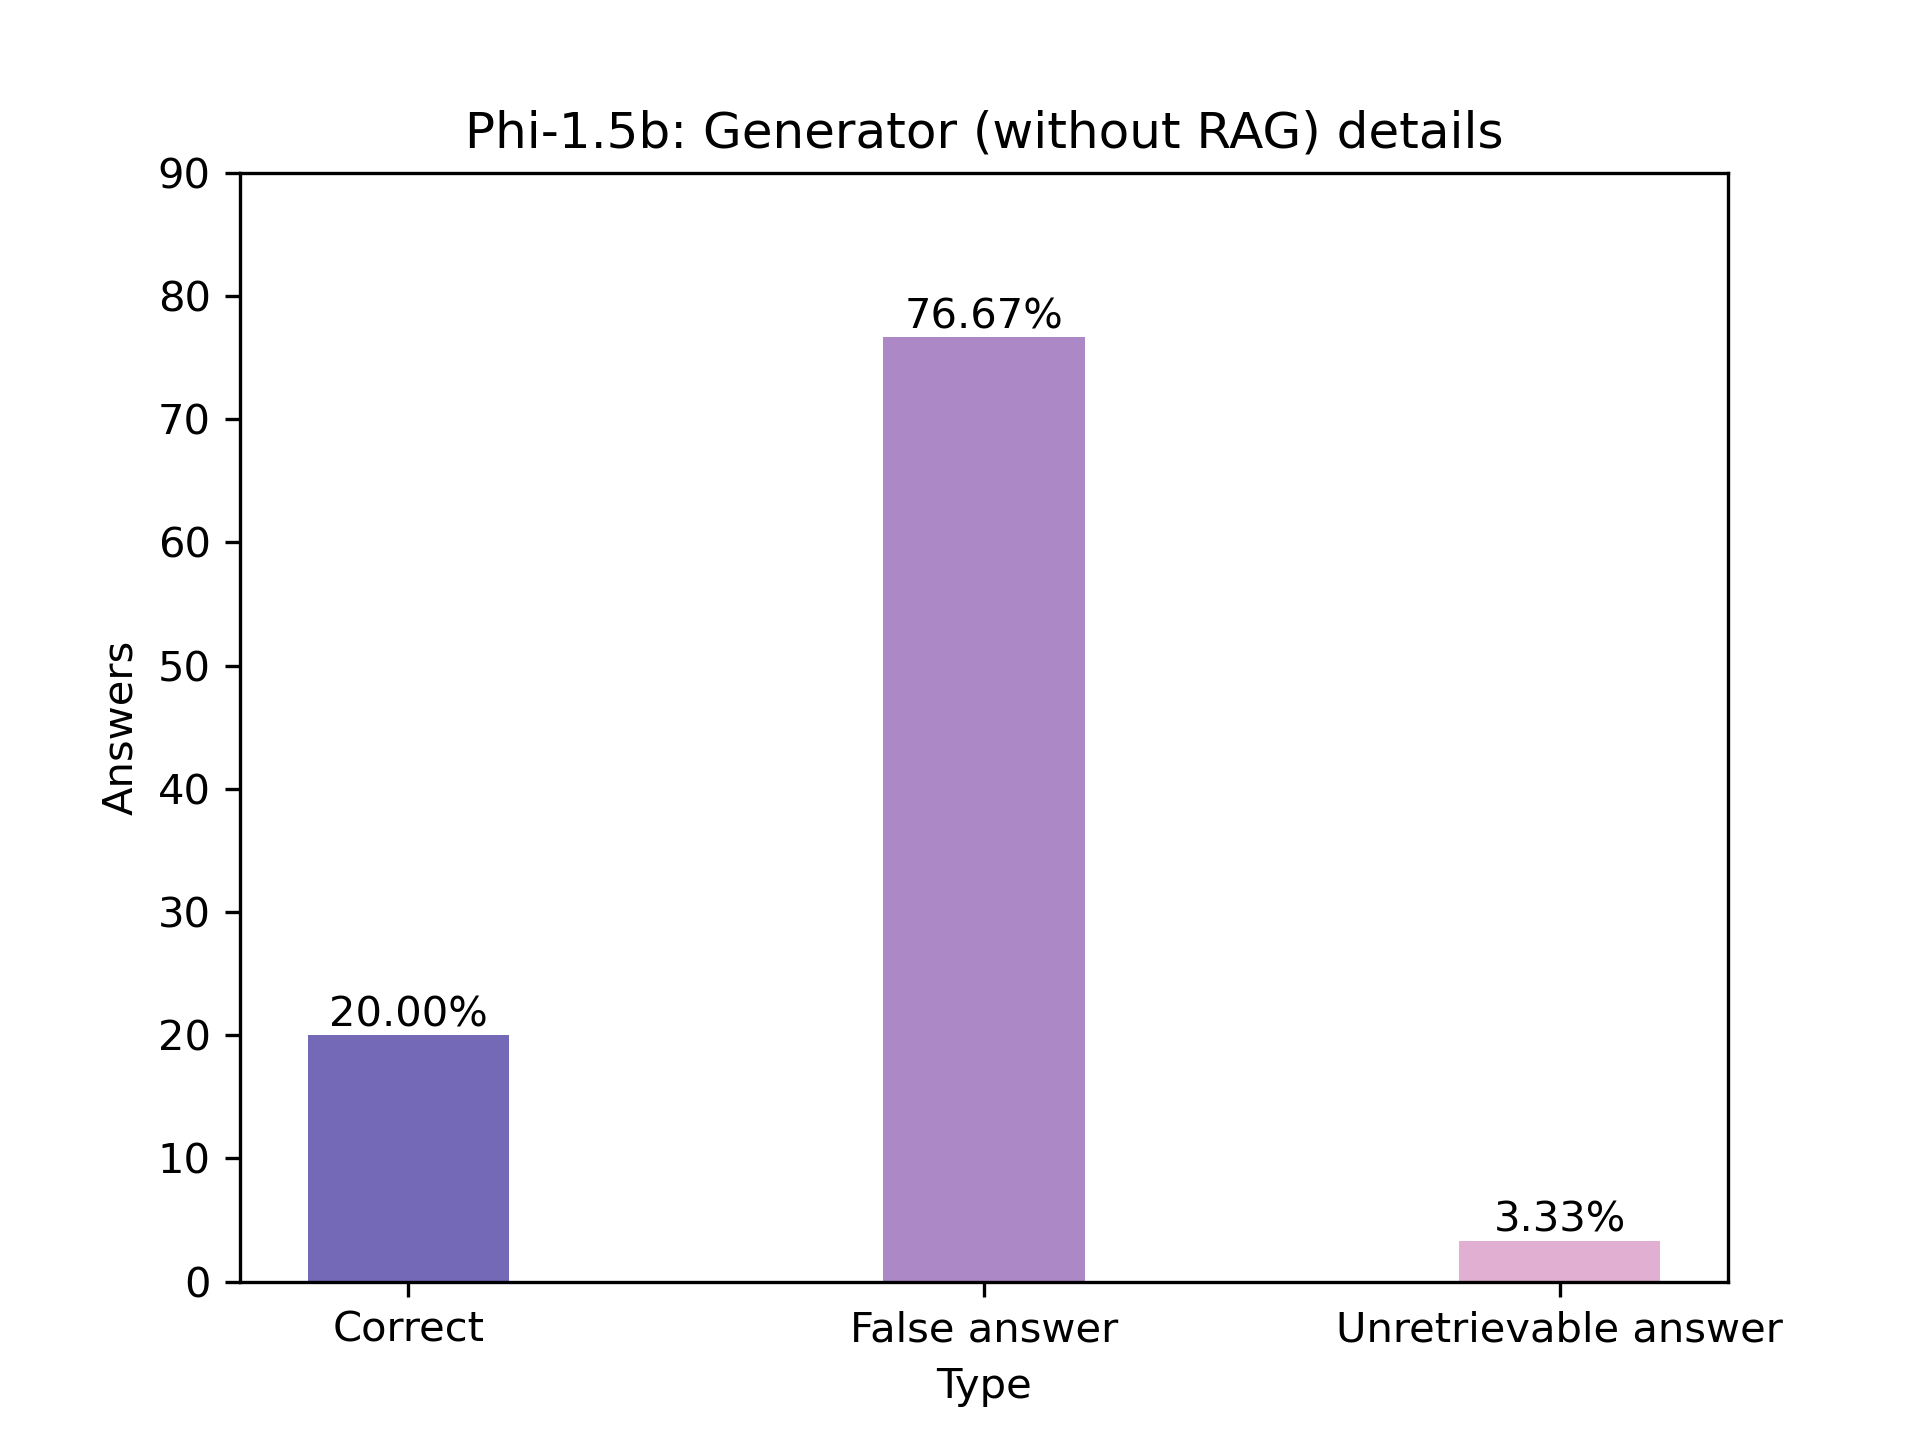 Phi-1.5b: Generator (without RAG) details
90
80
70
60
50
40
30
20
10
0
Answers
76.67%
20.00%
3.33%
Correct
False answer
Unretrievable answer
Type